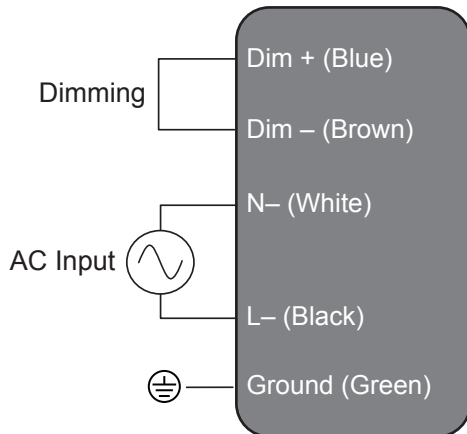 Dim + (Blue)
Dimming
Dim – (Brown)
N– (White)
AC Input
L– (Black)
Ground (Green)